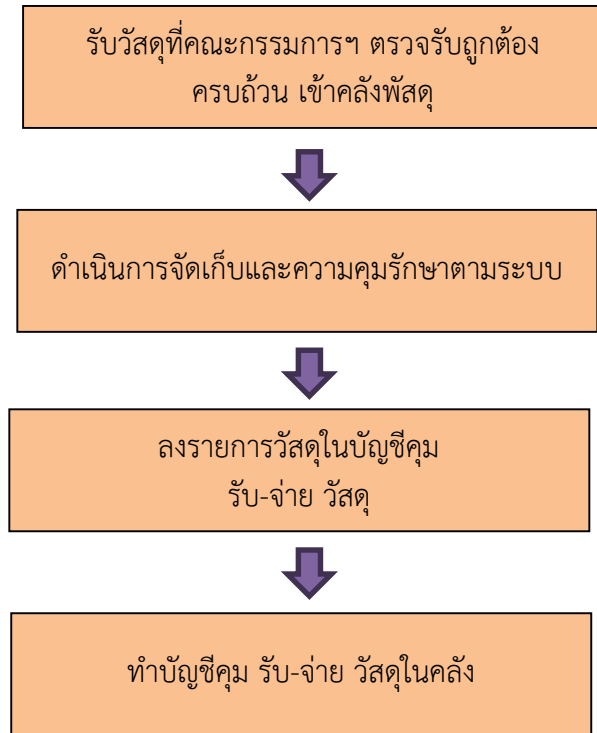 รับวัสดุที่คณะกรรมการฯ ตรวจรับถูกต้อง
ครบถ้วน เข้าคลังพัสดุ
ดำเนินการจัดเก็บและความคุมรักษาตามระบบ
ลงรายการวัสดุในบัญชีคุม
รับ-จ่าย วัสดุ
ทำบัญชีคุม รับ-จ่าย วัสดุในคลัง